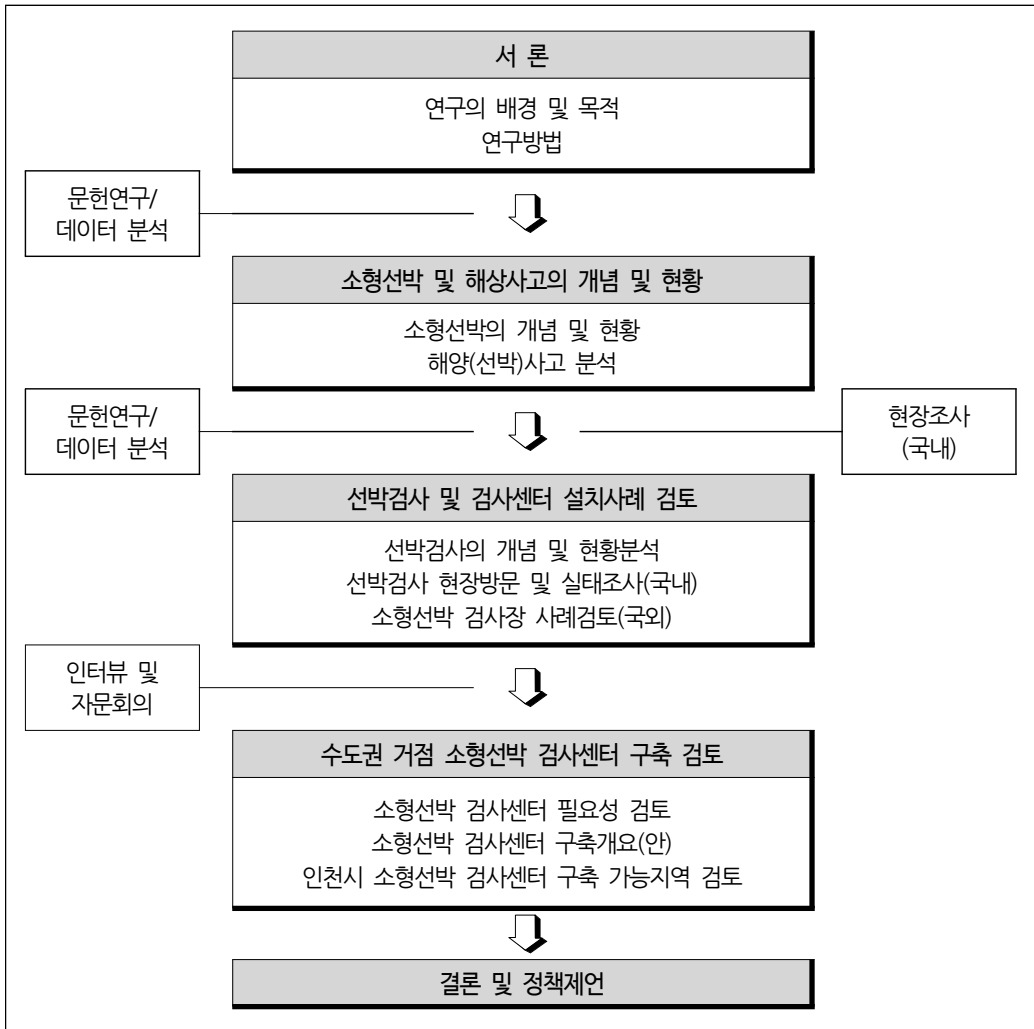 서 론
연구의 배경 및 목적
연구방법
문헌연구/
데이터 분석
소형선박 및 해상사고의 개념 및 현황
소형선박의 개념 및 현황
해양(선박)사고 분석
문헌연구/
데이터 분석
현장조사
(국내)
선박검사 및 검사센터 설치사례 검토
선박검사의 개념 및 현황분석
선박검사 현장방문 및 실태조사(국내)
소형선박 검사장 사례검토(국외)
인터뷰 및
자문회의
수도권 거점 소형선박 검사센터 구축 검토
소형선박 검사센터 필요성 검토
소형선박 검사센터 구축개요(안)
인천시 소형선박 검사센터 구축 가능지역 검토
결론 및 정책제언